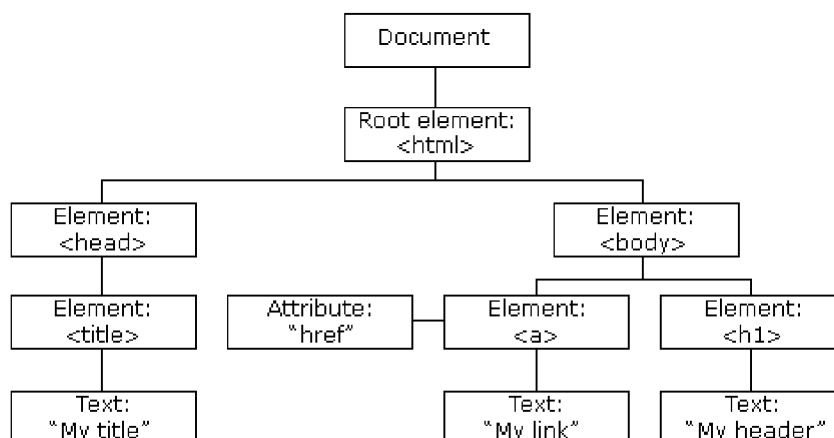 Document
Root element:
<html>
Element:
<head>
Element:
<body>
Element:
<title>
Attribute:
“href”
Element:
<a>
Element:
<h1>
Text:
“My title”
Text:
“My link”
Text:
“My header”